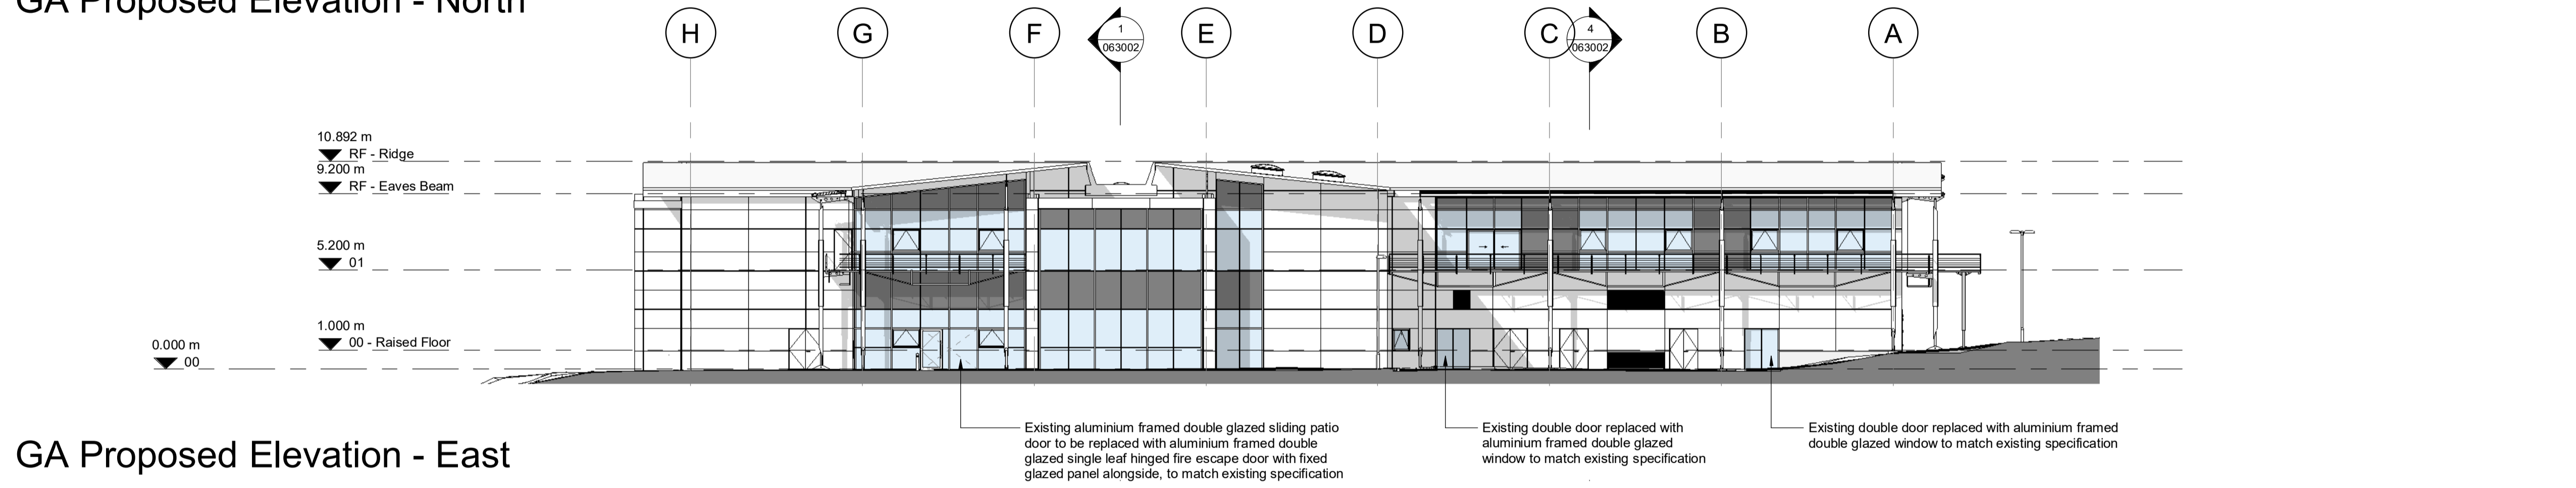 GA Proposed Elevation - North
H
G
F
1
063002
E
D
C
4
063002
B
A
10.892 m
RF - Ridge
9.200 m
RF - Eaves Beam
5.200 m
01
1.000 m
00 - Raised Floor
0.000 m
00
Existing aluminium framed double glazed sliding patio
door to be replaced with aluminium framed double
glazed single leaf hinged fire escape door with fixed
glazed panel alongside, to match existing specification
Existing double door replaced with
aluminium framed double glazed
window to match existing specification
Existing double door replaced with aluminium framed
double glazed window to match existing specification
GA Proposed Elevation - East